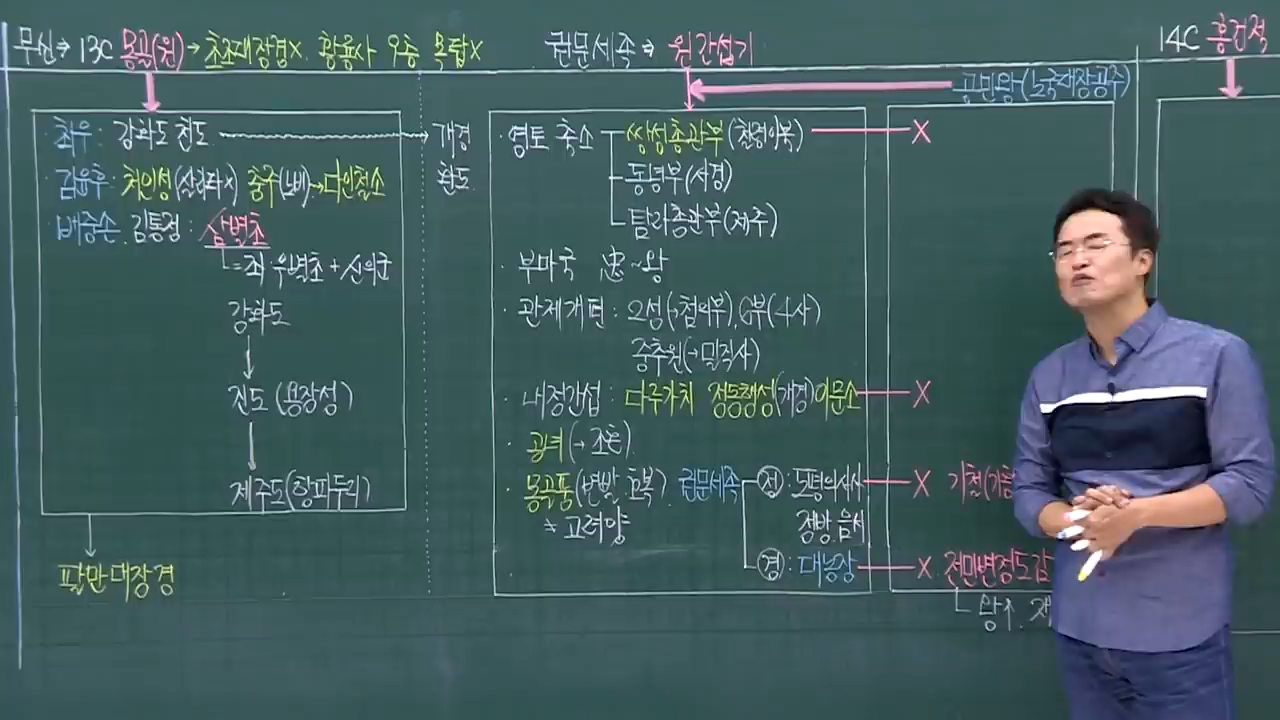 무신→ 13C 몽골(원)→ 초조대장경X 황룡사 9층 목탑X
권문세족 → 원간섭기
14C 홍건적
공민왕(노국대장공주)
최우: 강화도 천도 → 개경 환도
김윤후: 처인성(살리타X) 충주(노비)→다인철소
배중손. 김통정: 삼별초
= 좌·우별초 + 신의군
강화도
진도 (용장성)
제주도(항파두리)
팔만대장경
· 영토 축소 쌍성총관부(철령이북) X
동녕부(서경)
탐라총관부(제주)
· 부마국 忠~왕
· 관제개편: 2성(→첨의부), 6부(4사)
중추원(→밀직사)
· 내정간섭: 다루가치 정동행성(개경)이문소 X
· 공녀(→조혼)
· 몽골풍(변발 호복)
* 고려양
권문세족 정: 도평의사사 X 기철(기
정방, 음서
경: 대농장 X 전민변정도감
왕↑. 재